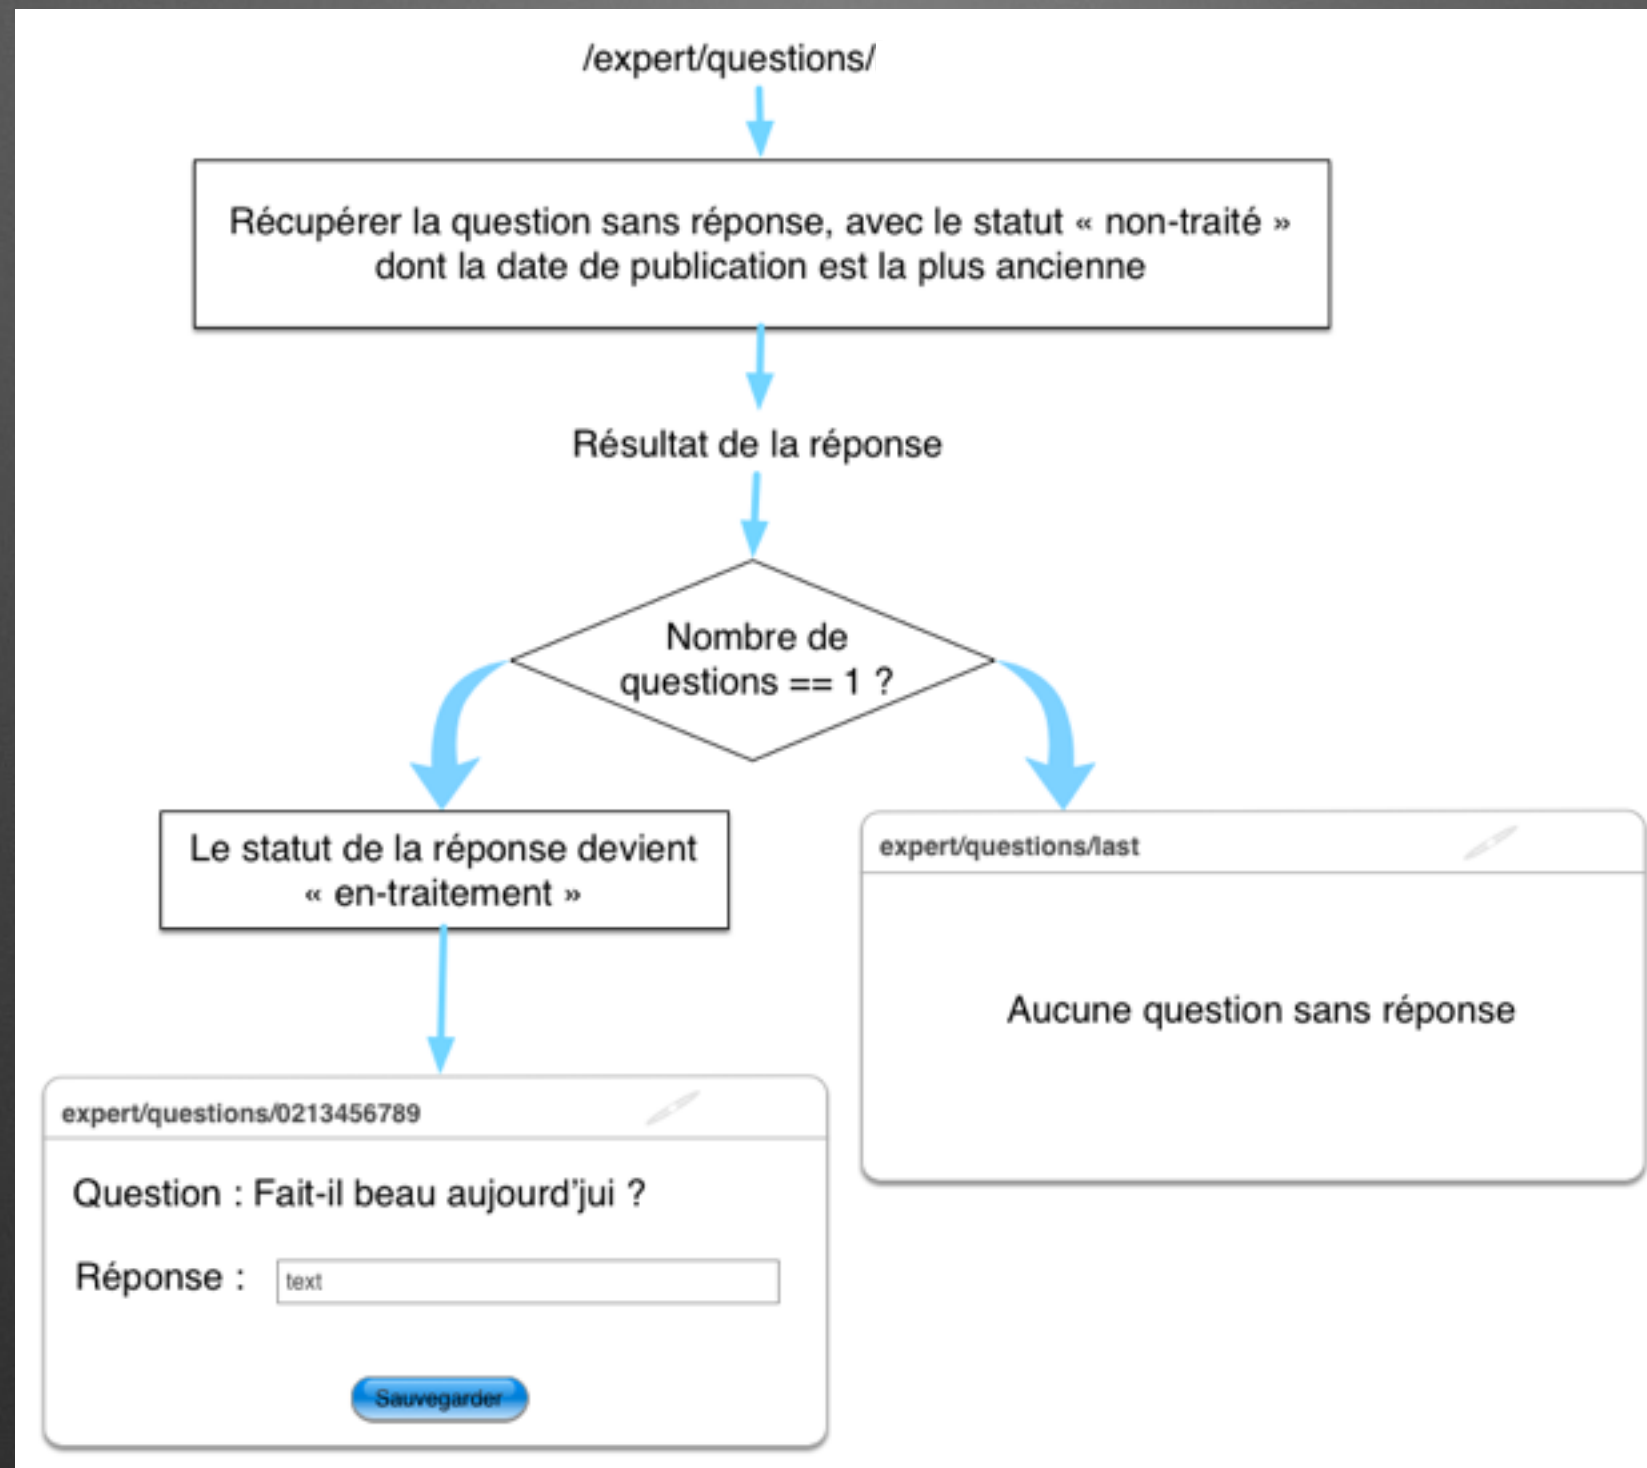 /expert/questions/
Récupérer la question sans réponse, avec le statut « non-traité »
dont la date de publication est la plus ancienne
Résultat de la réponse
Nombre de
questions == 1 ?
Le statut de la réponse devient
« en-traitement »
expert/questions/last
Aucune question sans réponse
expert/questions/0213456789
Question : Fait-il beau aujourd'jui ?
Réponse :
text
Sauvegarder